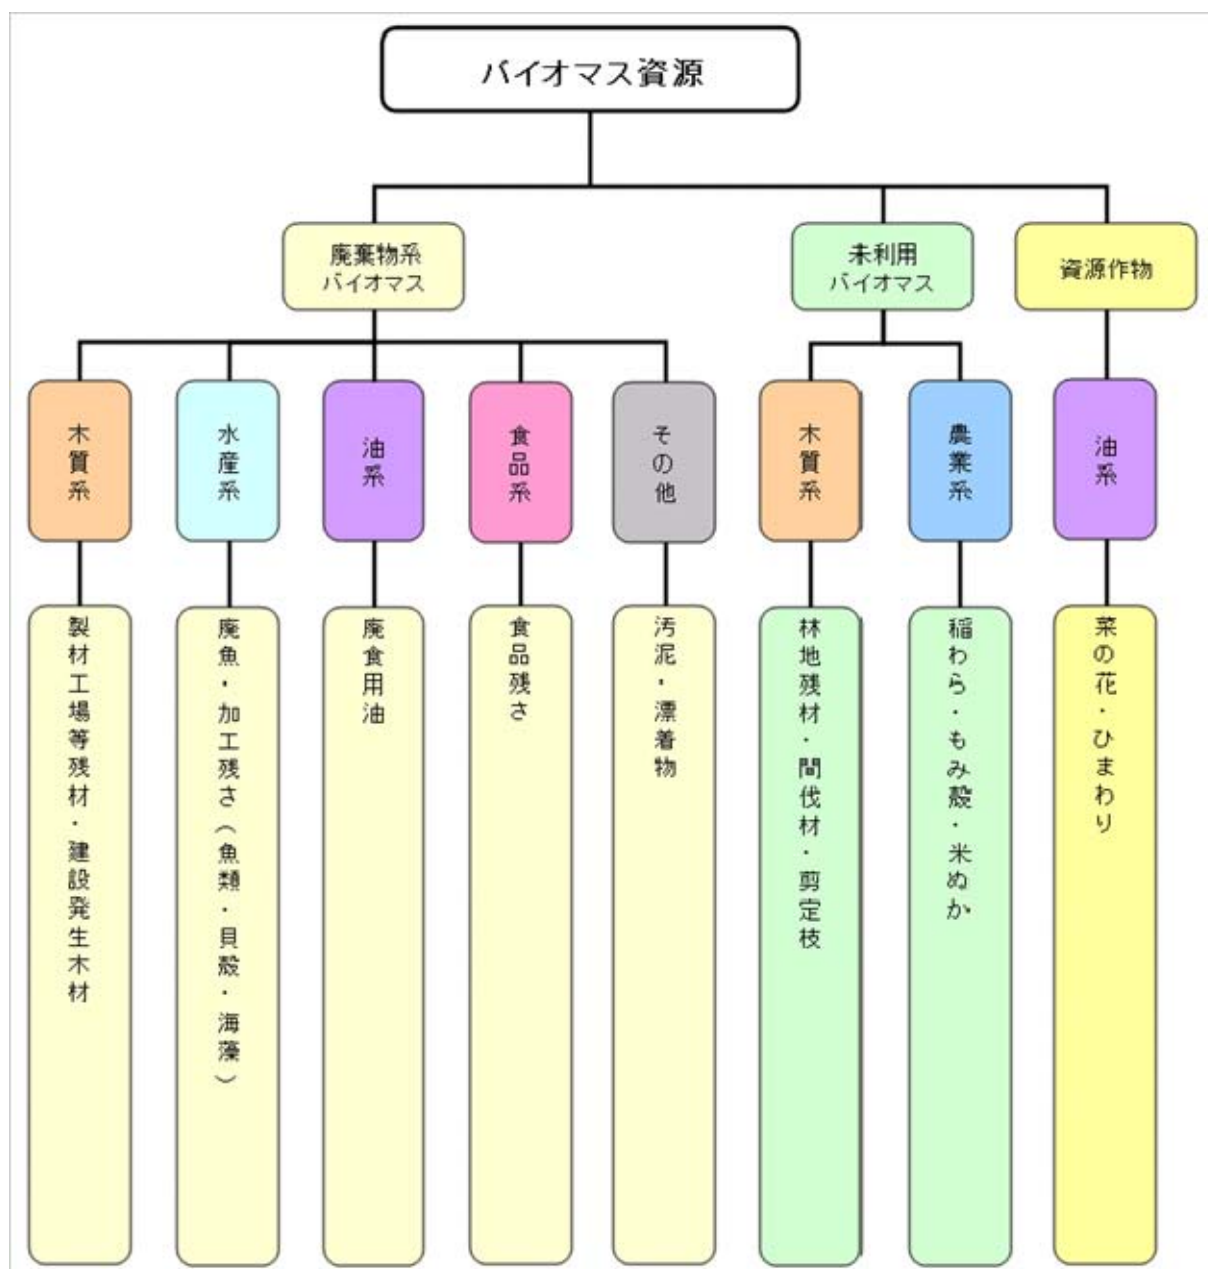 バイオマス資源
廃棄物系
バイオマス
未利用
バイオマス
資源作物
木質系
水産系
油系
食品系
その他
木質系
農業系
油系
製材工場等残材・建設発生木材
廃魚・加工残さ(魚類・貝殻・海藻)
廃食用油
食品残さ
汚泥・漂着物
林地残材・間伐材・剪定枝
稲わら・もみ殻・米ぬか
菜の花・ひまわり